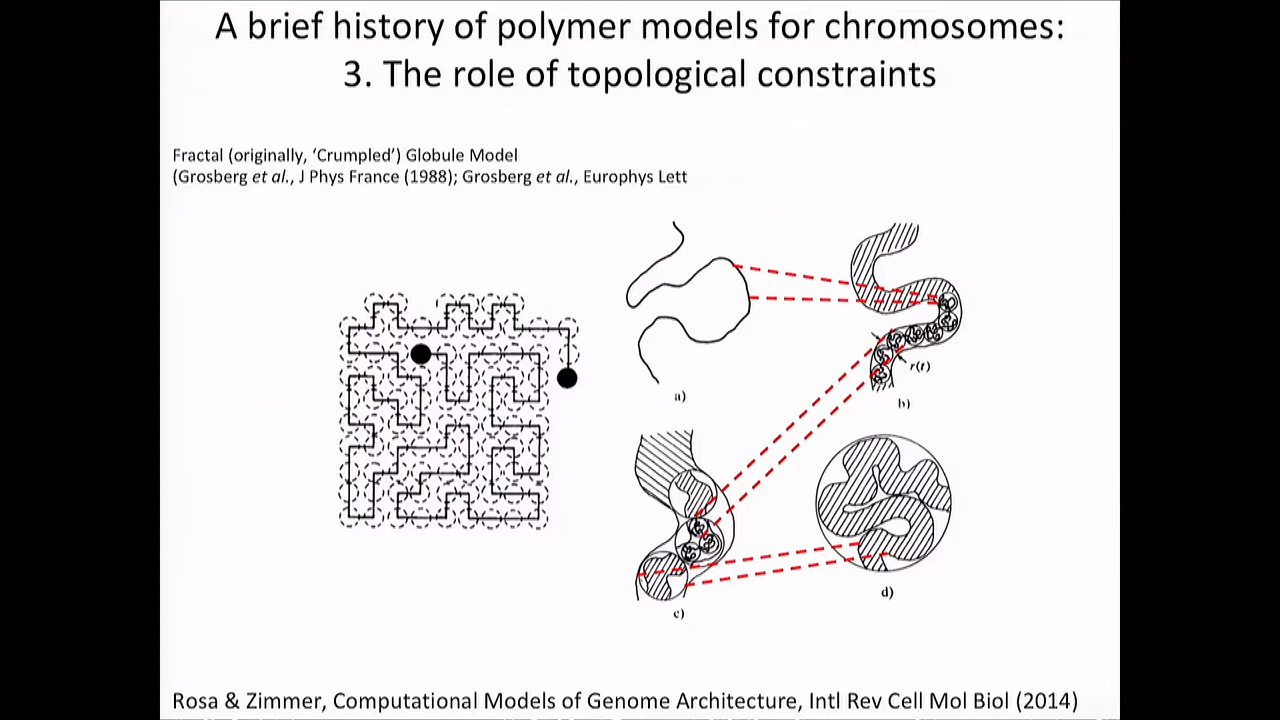 A brief history of polymer models for chromosomes:
3. The role of topological constraints
Fractal (originally, ‘Crumpled’) Globule Model
(Grosberg et al., J Phys France (1988); Grosberg et al., Europhys Lett
a)
r(t)
b)
c)
d)
Rosa & Zimmer, Computational Models of Genome Architecture, Intl Rev Cell Mol Biol (2014)